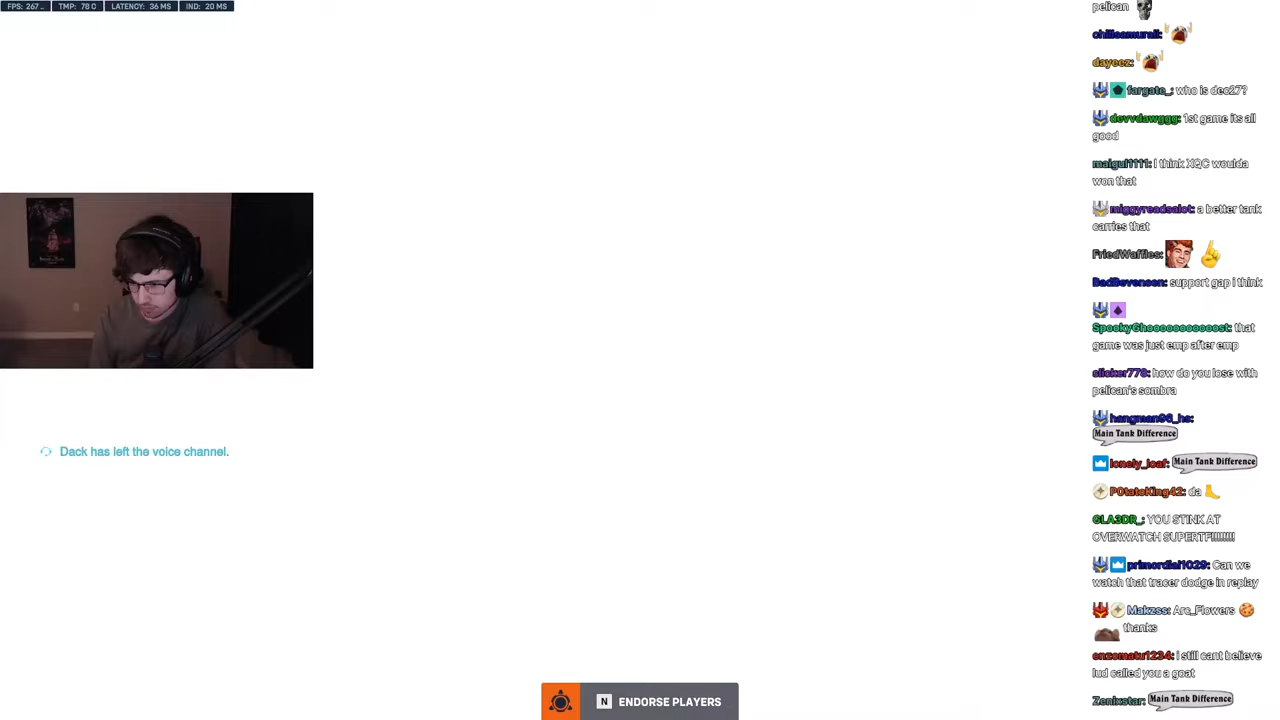 FPS: 267 TMP: 78 C LATENCY: 36 MS IND: 20 MS
pelican
chillsamurai:
dayeez:
fargate_: who is dec27?
devvdawggg: 1st game its all
good
maigul1111: I think XQC woulda
won that
miggyreadsalot: a better tank
carries that
FriedWaffles:
BadBevensen: support gap i think
SpookyGhoooooooooost: that
game was just emp after emp
slicker778: how do you lose with
pelican's sombra
hangman96_hs:
Main Tank Difference
lonely_loaf: Main Tank Difference
P0tatoKing42: da
GLA3DR_: YOU STINK AT
OVERWATCH SUPERTF!!!!!!!!
primordial1029: Can we
watch that tracer dodge in replay
Makzss: Arc_Flowers
thanks
enzomatu1234: i still cant believe
lud called you a goat
Zenixstar: Main Tank Difference
Dack has left the voice channel.
N ENDORSE PLAYERS